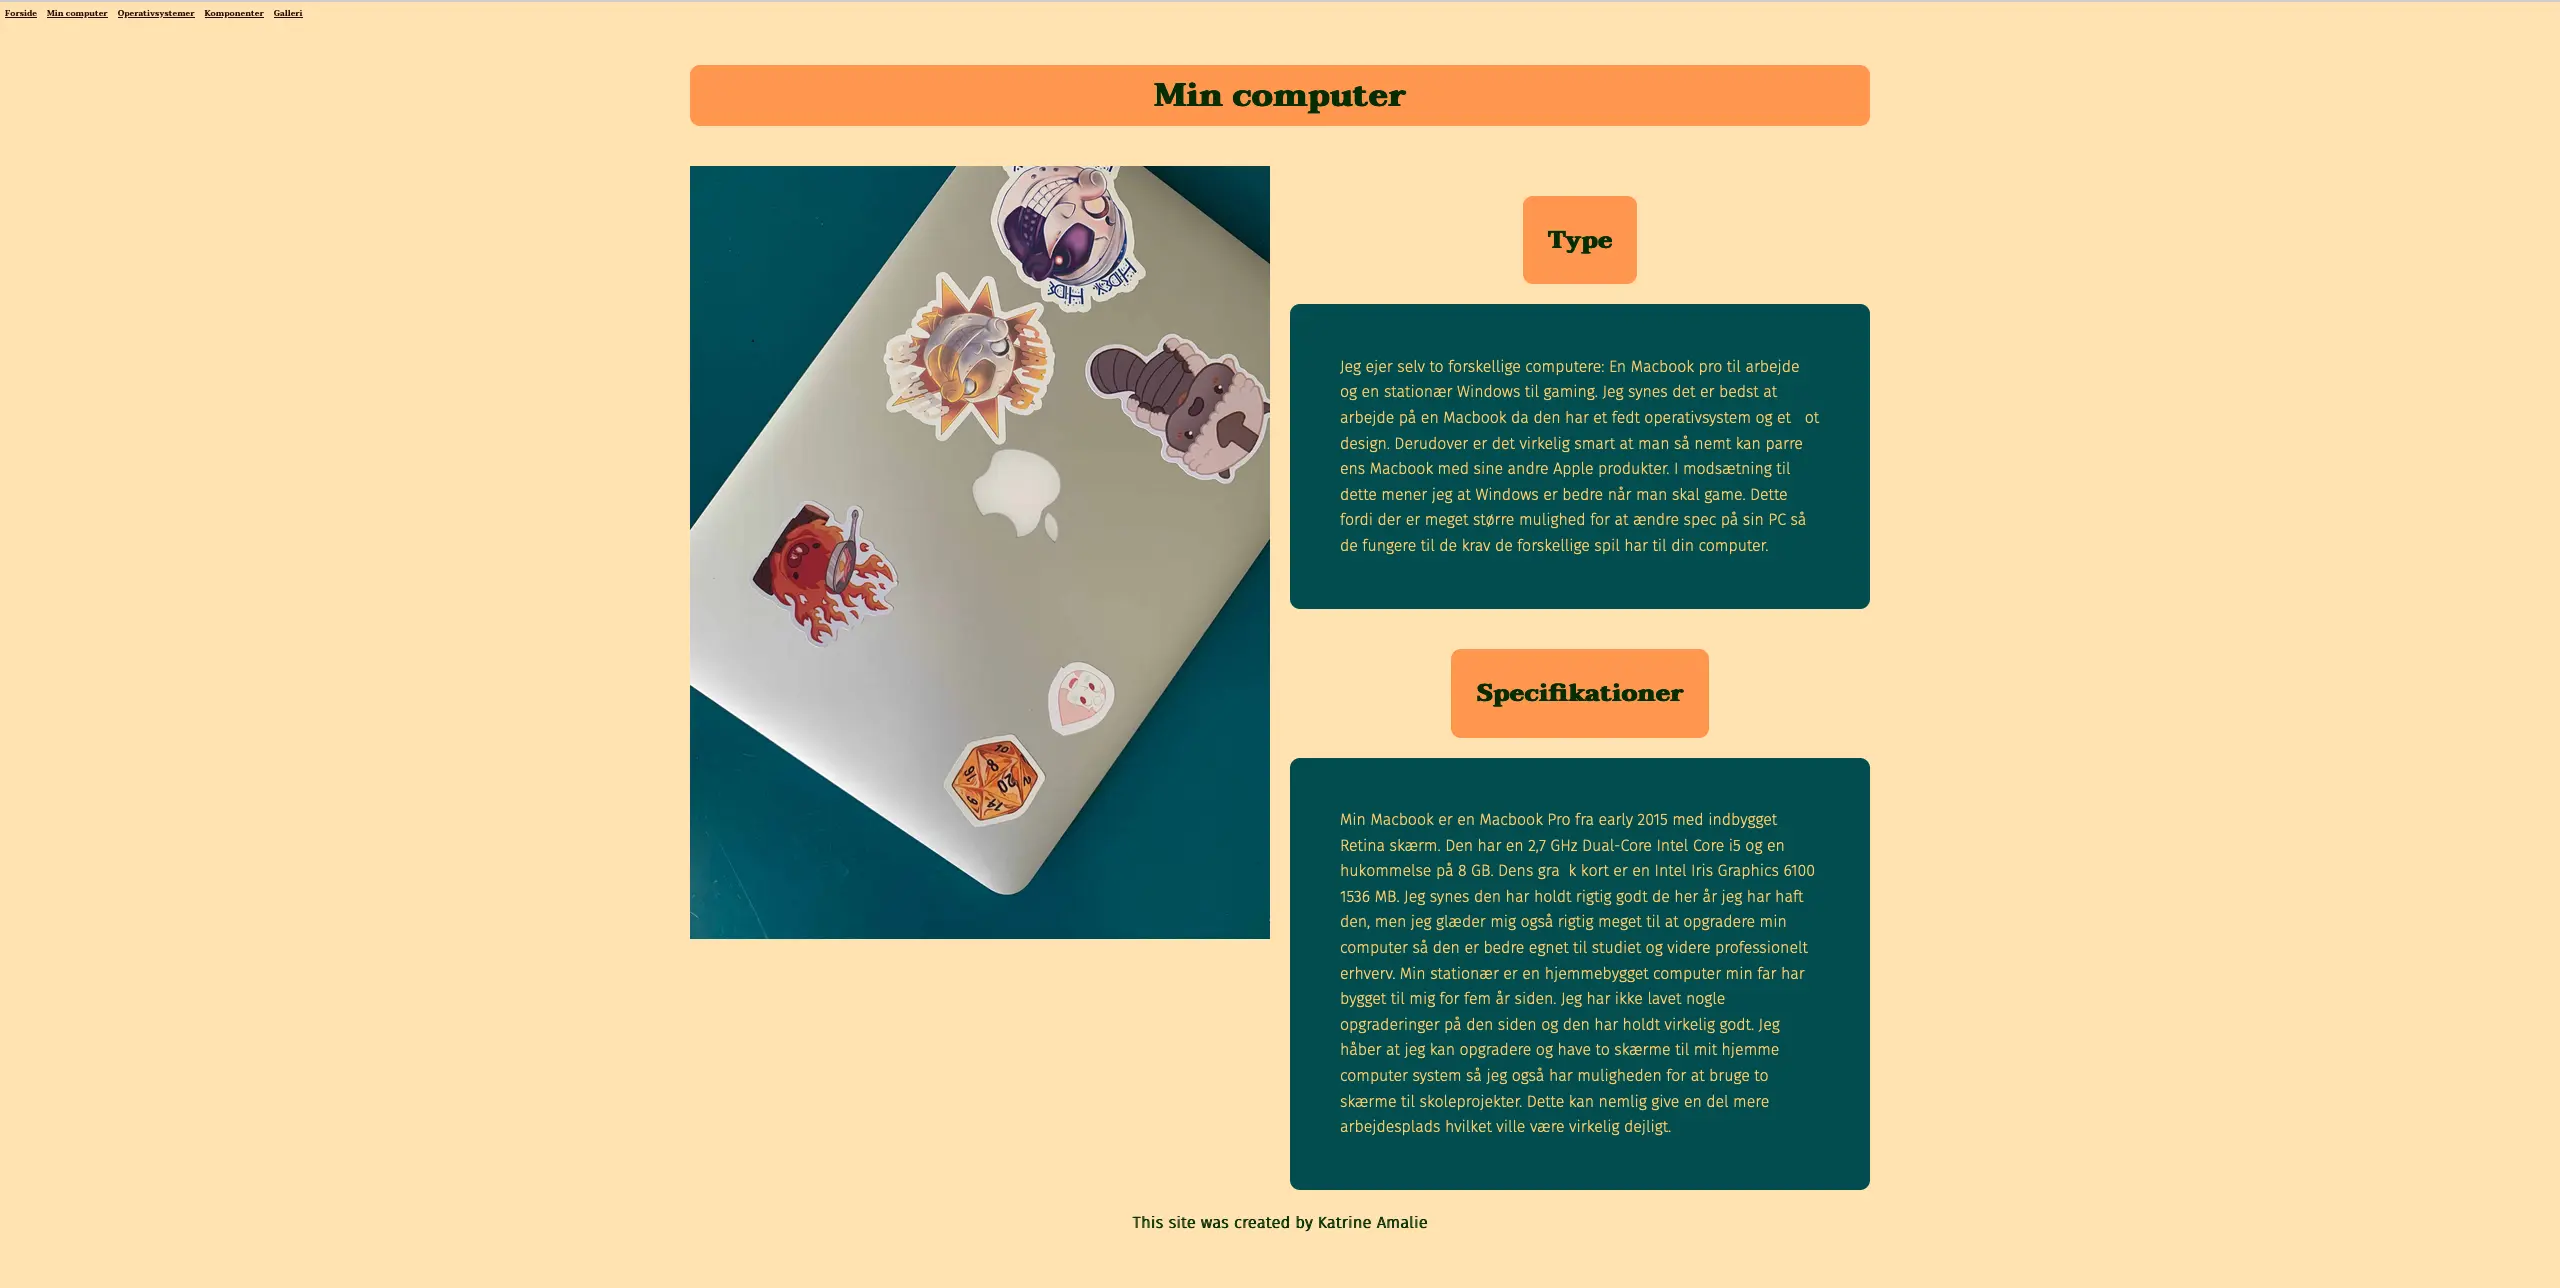 Forside Min computer Operativsystemer Komponenter Galleri
Min computer
Type
Jeg ejer selv to forskellige computere: En Macbook pro til arbejde
og en stationær Windows til gaming. Jeg synes det er bedst at
arbejde på en Macbook da den har et fedt operativsystem og et ot
design. Derudover er det virkelig smart at man så nemt kan parre
ens Macbook med sine andre Apple produkter. I modsætning til
dette mener jeg at Windows er bedre når man skal game. Dette
fordi der er meget større mulighed for at ændre spec på sin PC så
de fungere til de krav de forskellige spil har til din computer.
Specifikationer
Min Macbook er en Macbook Pro fra early 2015 med indbygget
Retina skærm. Den har en 2,7 GHz Dual-Core Intel Core i5 og en
hukommelse på 8 GB. Dens gra k kort er en Intel Iris Graphics 6100
1536 MB. Jeg synes den har holdt rigtig godt de her år jeg har haft
den, men jeg glæder mig også rigtig meget til at opgradere min
computer så den er bedre egnet til studiet og videre professionelt
erhverv. Min stationær er en hjemmebygget computer min far har
bygget til mig for fem år siden. Jeg har ikke lavet nogle
opgraderinger på den siden og den har holdt virkelig godt. Jeg
håber at jeg kan opgradere og have to skærme til mit hjemme
computer system så jeg også har muligheden for at bruge to
skærme til skoleprojekter. Dette kan nemlig give en del mere
arbejdesplads hvilket ville være virkelig dejligt.
10
8
16
20
2
9
19
This site was created by Katrine Amalie